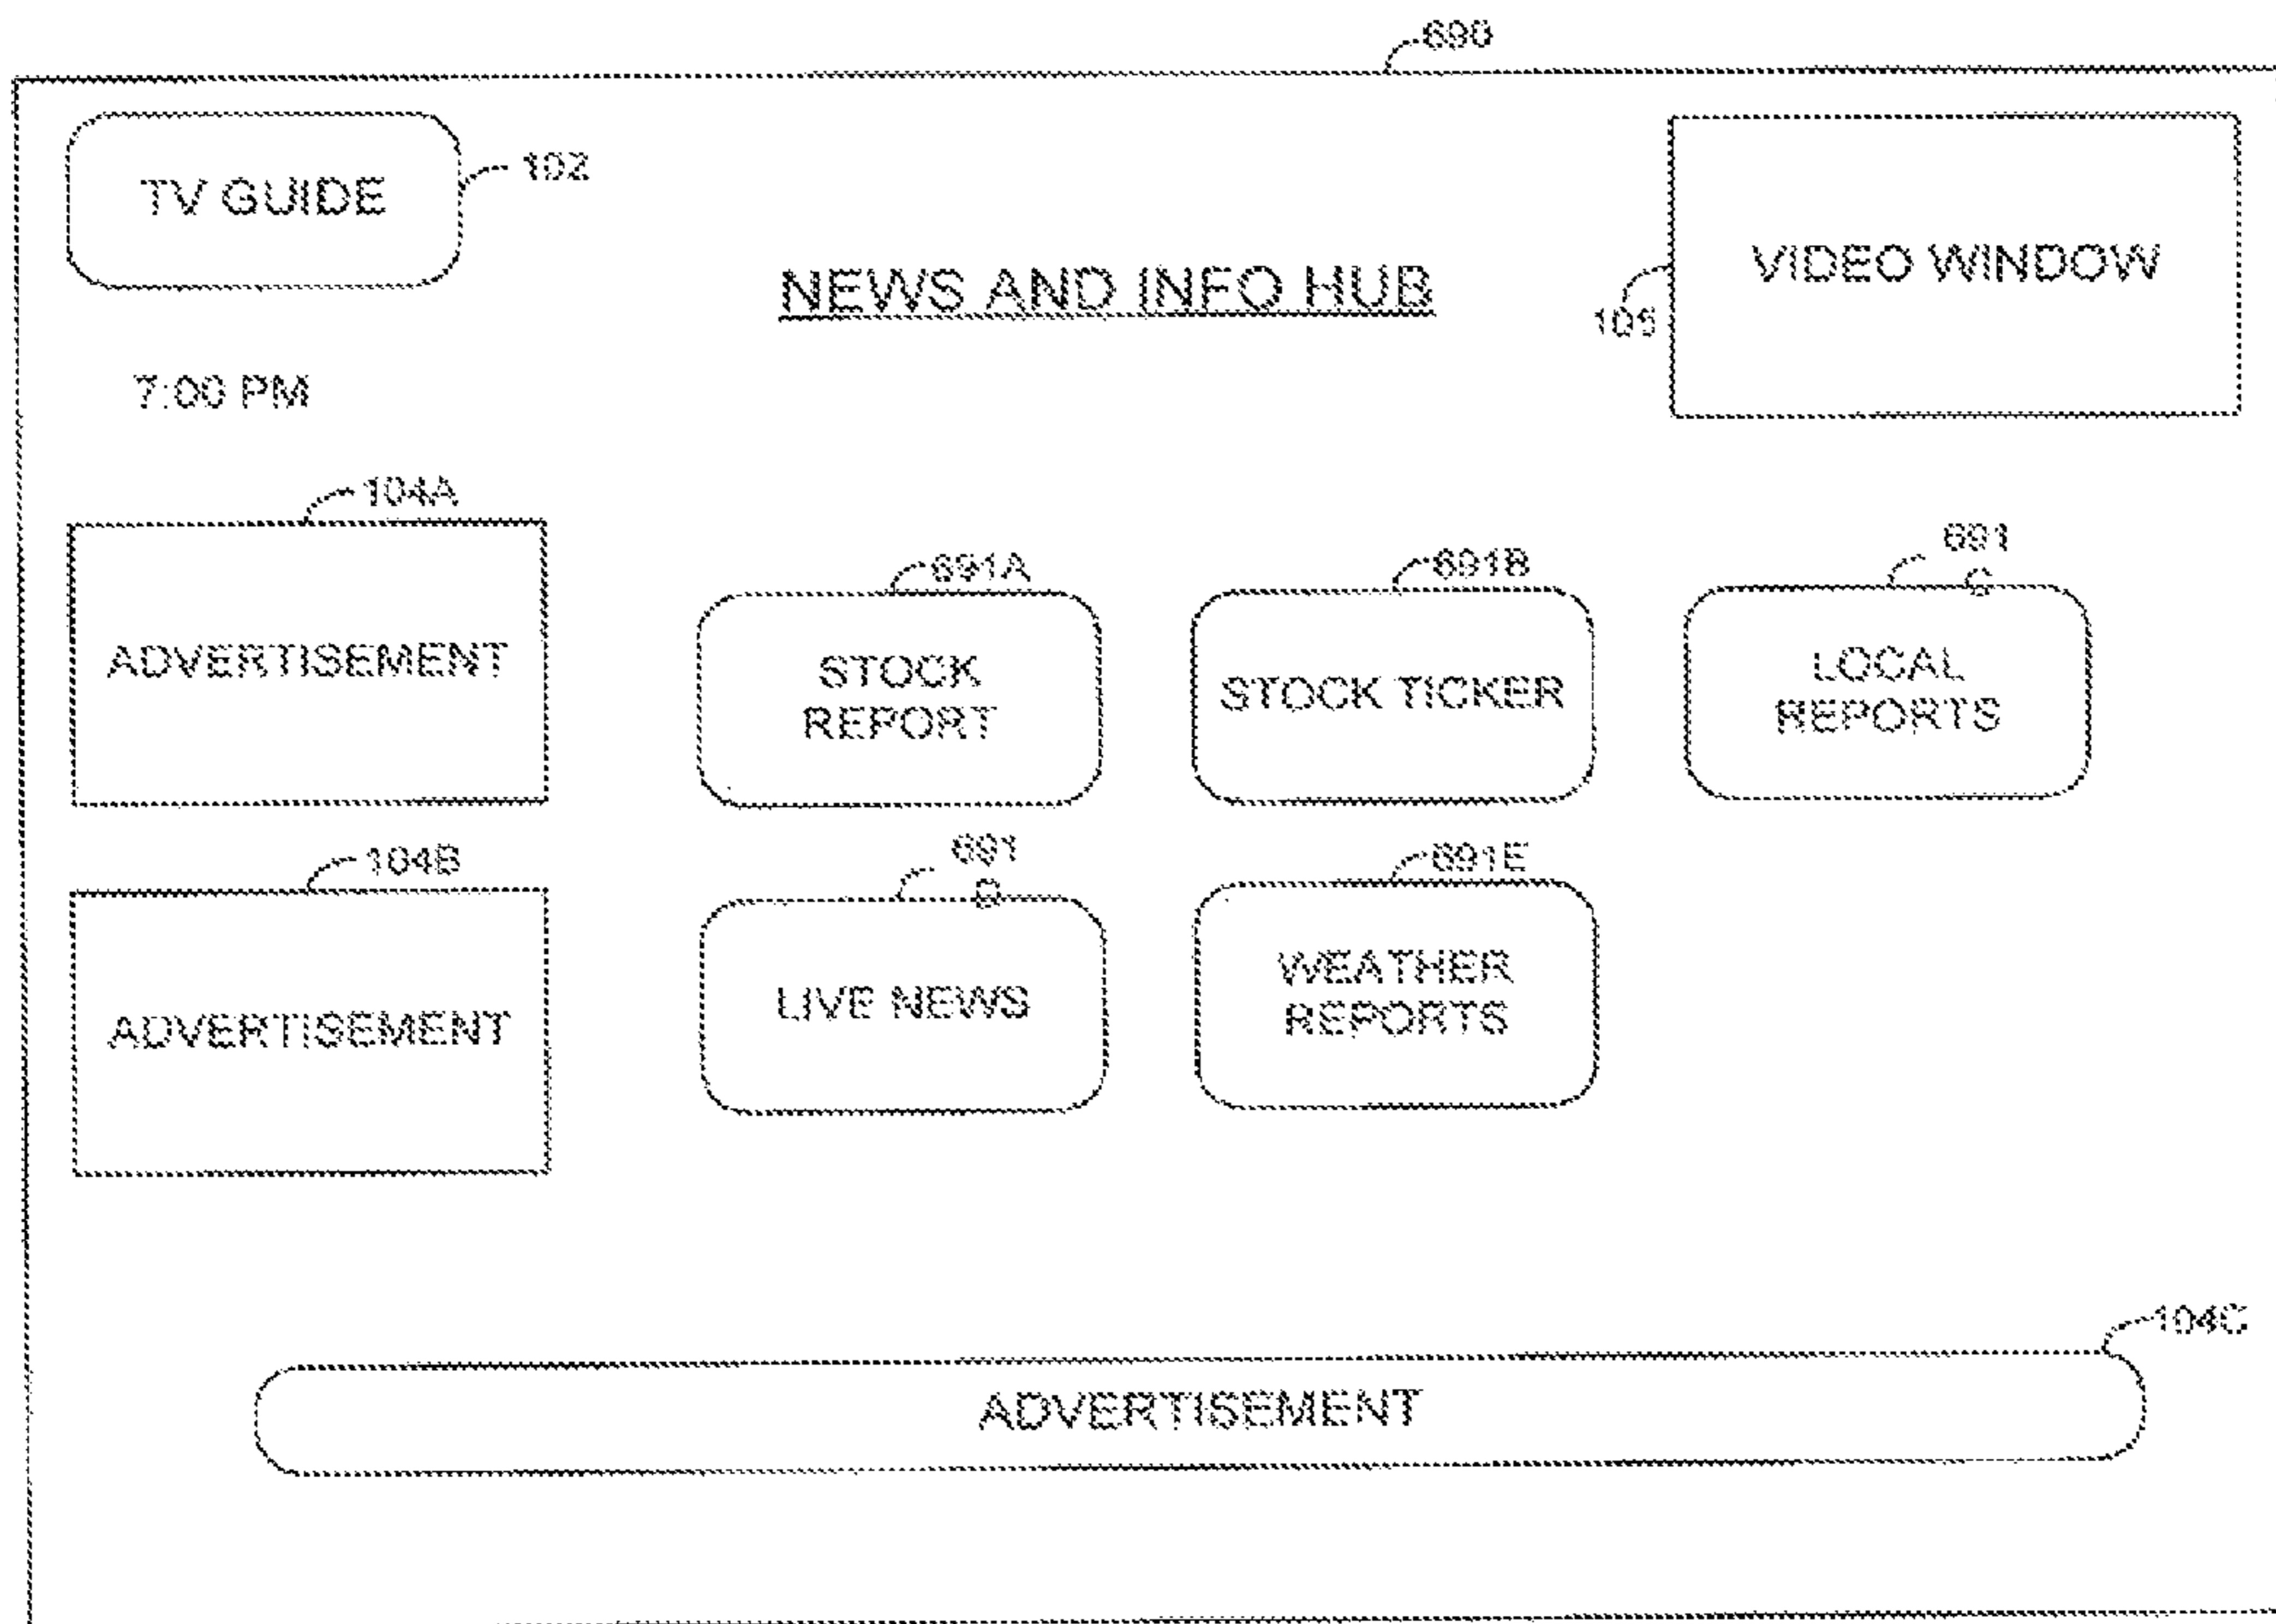 690
TV GUIDE
102
NEWS AND INFO HUB
VIDEO WINDOW
105
7:00 PM
104A
ADVERTISEMENT
691A
STOCK
REPORT
691B
STOCK TICKER
691
C
LOCAL
REPORTS
104B
ADVERTISEMENT
691
D
LIVE NEWS
691E
WEATHER
REPORTS
104C
ADVERTISEMENT